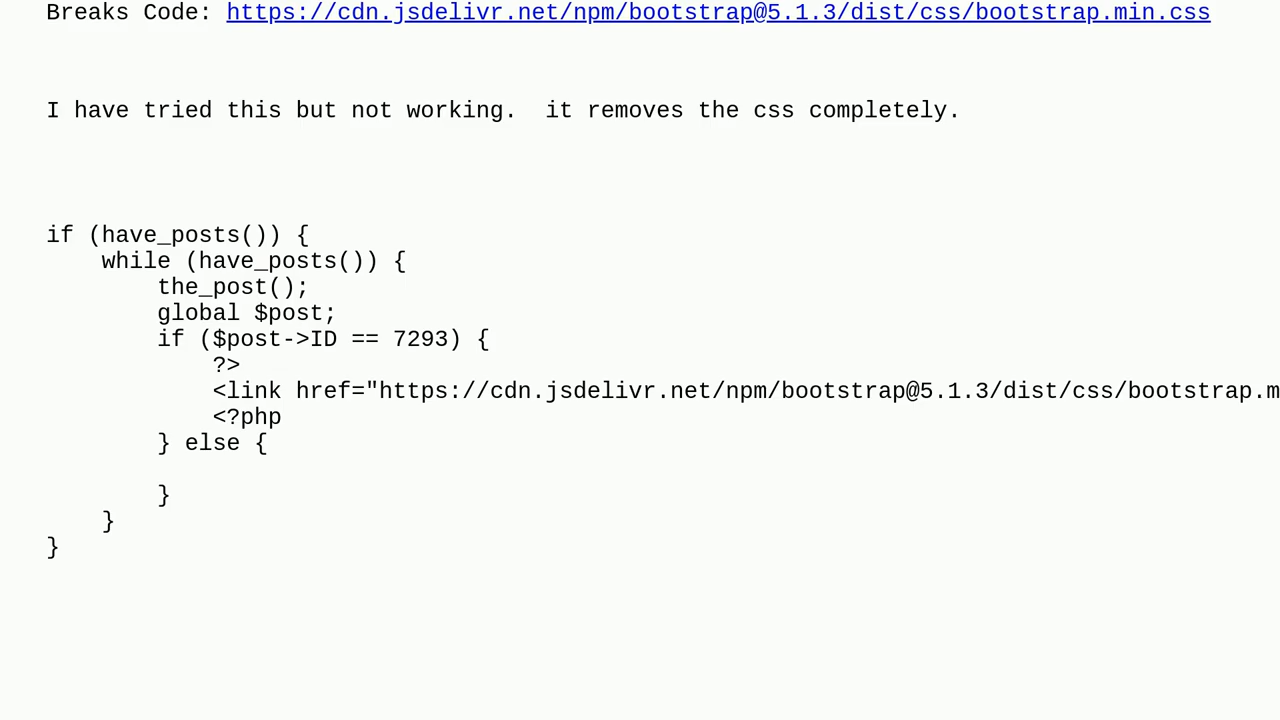 Breaks Code: https://cdn.jsdelivr.net/npm/bootstrap@5.1.3/dist/css/bootstrap.min.css
I have tried this but not working.  it removes the css completely.
if (have_posts()) {
    while (have_posts()) {
        the_post();
        global $post;
        if ($post->ID == 7293) {
            ?>
            <link href="https://cdn.jsdelivr.net/npm/bootstrap@5.1.3/dist/css/bootstrap.m
            <?php
        } else {
        }
    }
}